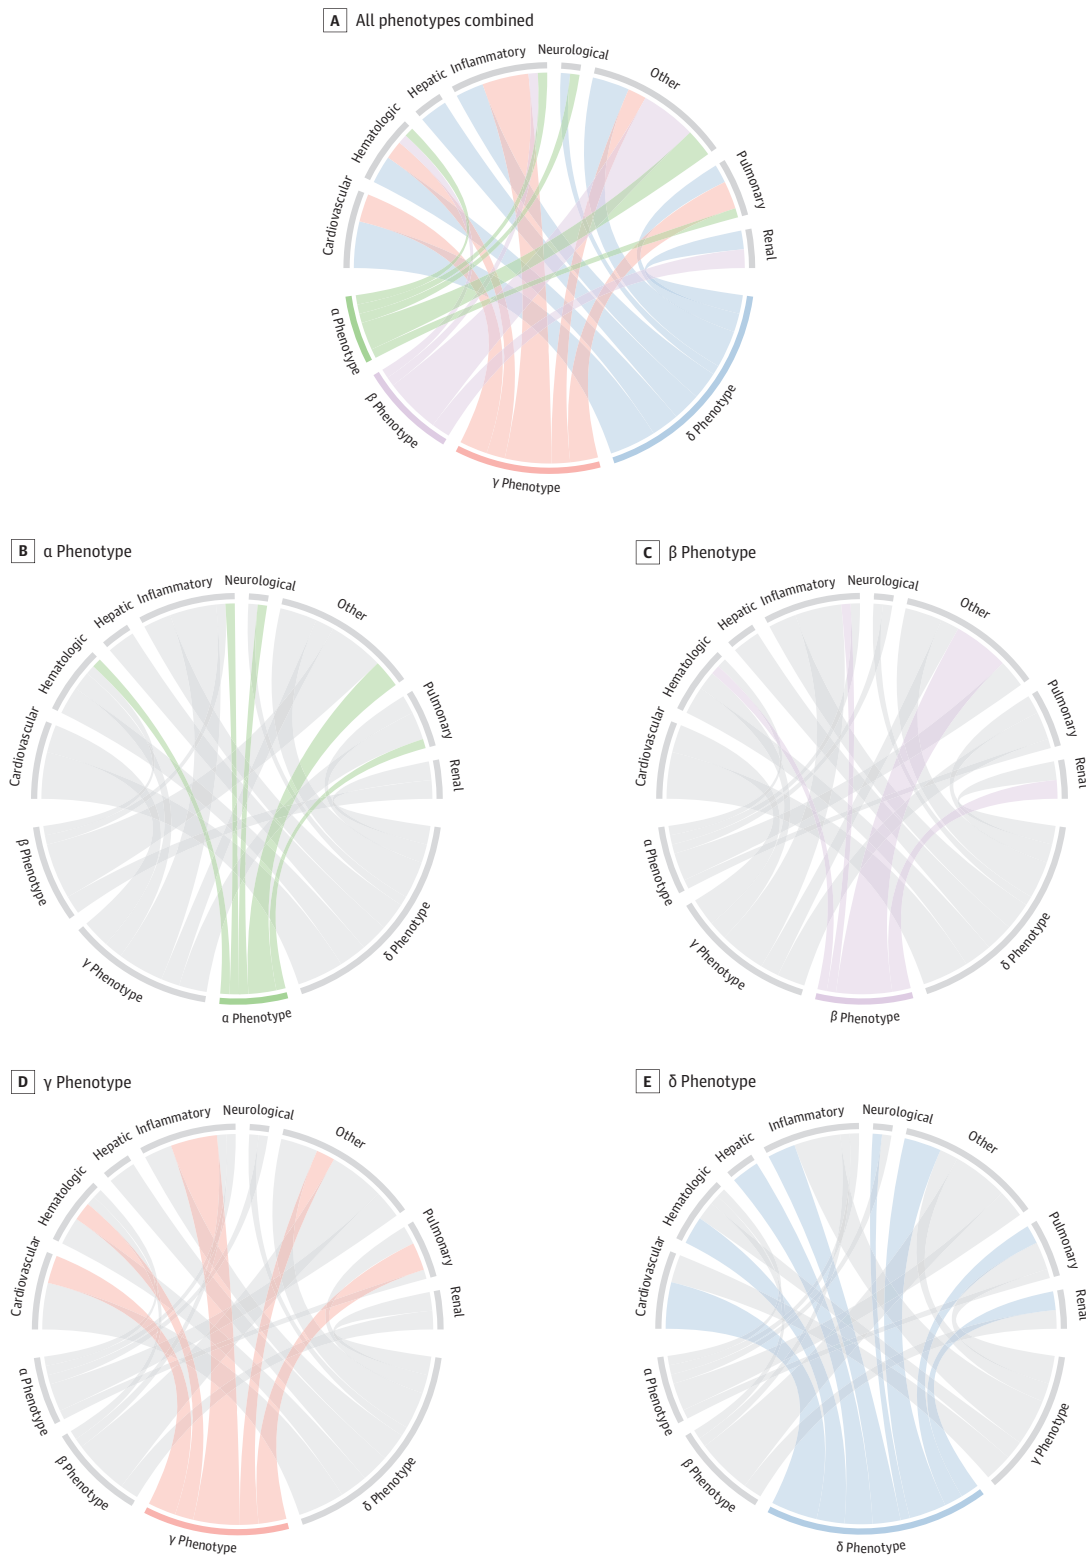 A All phenotypes combined
Cardiovascular
Hematologic
Hepatic
Inflammatory
Neurological
Other
Pulmonary
Renal
α Phenotype
β Phenotype
γ Phenotype
δ Phenotype
B α Phenotype
Cardiovascular
Hematologic
Hepatic
Inflammatory
Neurological
Other
Pulmonary
Renal
β Phenotype
γ Phenotype
α Phenotype
δ Phenotype
C β Phenotype
Cardiovascular
Hematologic
Hepatic
Inflammatory
Neurological
Other
Pulmonary
Renal
α Phenotype
γ Phenotype
β Phenotype
δ Phenotype
D γ Phenotype
Cardiovascular
Hematologic
Hepatic
Inflammatory
Neurological
Other
Pulmonary
Renal
α Phenotype
β Phenotype
γ Phenotype
δ Phenotype
E δ Phenotype
Cardiovascular
Hematologic
Hepatic
Inflammatory
Neurological
Other
Pulmonary
Renal
α Phenotype
β Phenotype
δ Phenotype
γ Phenotype